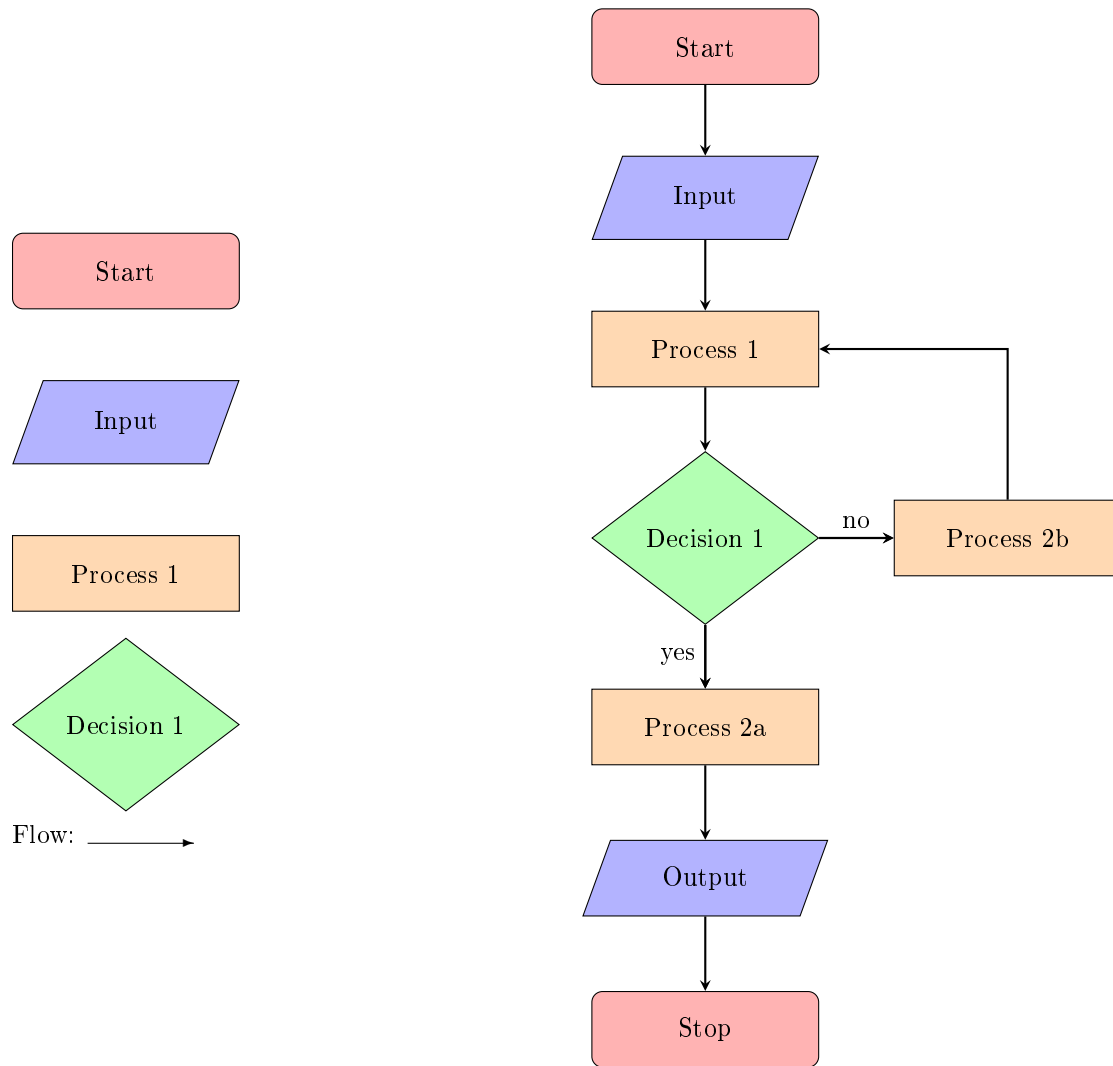 Start
Input
Process 1
Decision 1
Flow:
Start
Input
Process 1
Decision 1
no
Process 2b
yes
Process 2a
Output
Stop